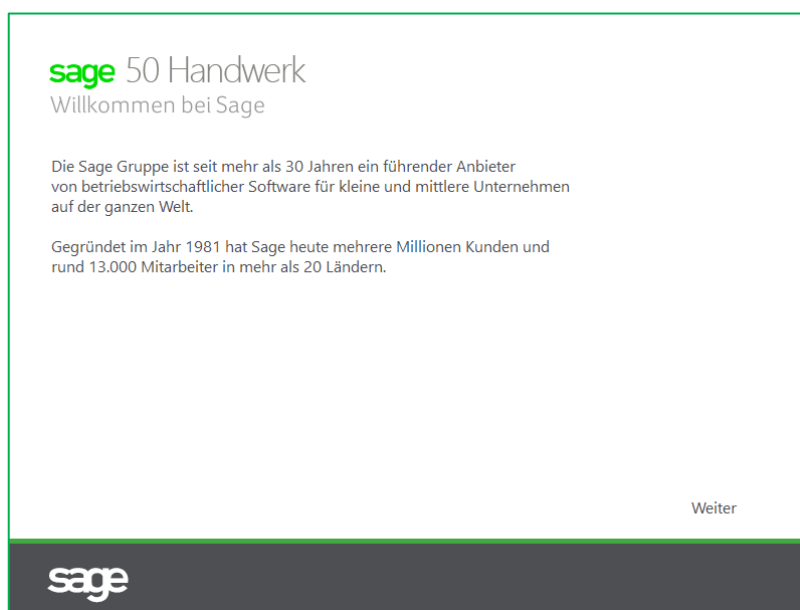 sage 50 Handwerk
Willkommen bei Sage
Die Sage Gruppe ist seit mehr als 30 Jahren ein führender Anbieter
von betriebswirtschaftlicher Software für kleine und mittlere Unternehmen
auf der ganzen Welt.
Gegründet im Jahr 1981 hat Sage heute mehrere Millionen Kunden und
rund 13.000 Mitarbeiter in mehr als 20 Ländern.
Weiter
sage